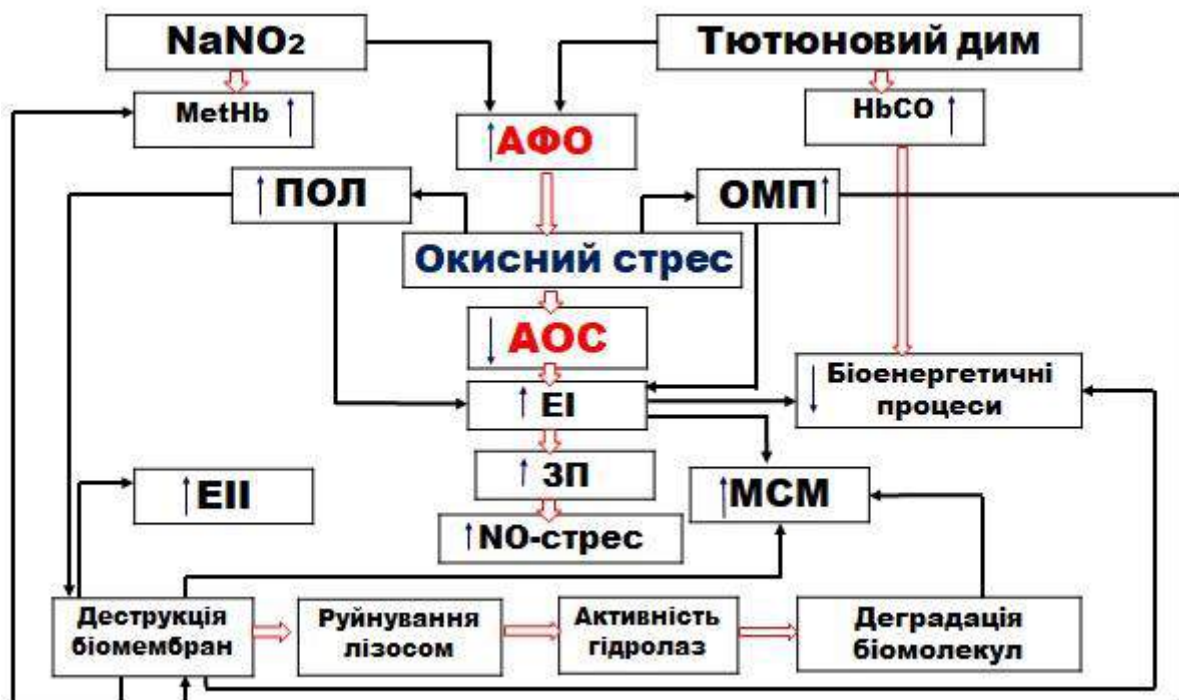 NaNO2
Тютюновий дим
MetHb
HbCO
АФО
ПОЛ
ОМП
Окисний стрес
АОС
Біоенергетичні
процеси
ЕІ
ЗП
ЕІІ
МСМ
NO-стрес
Деструкція
біомембран
Руйнування
лізосом
Активність
гідролаз
Деградація
біомолекул